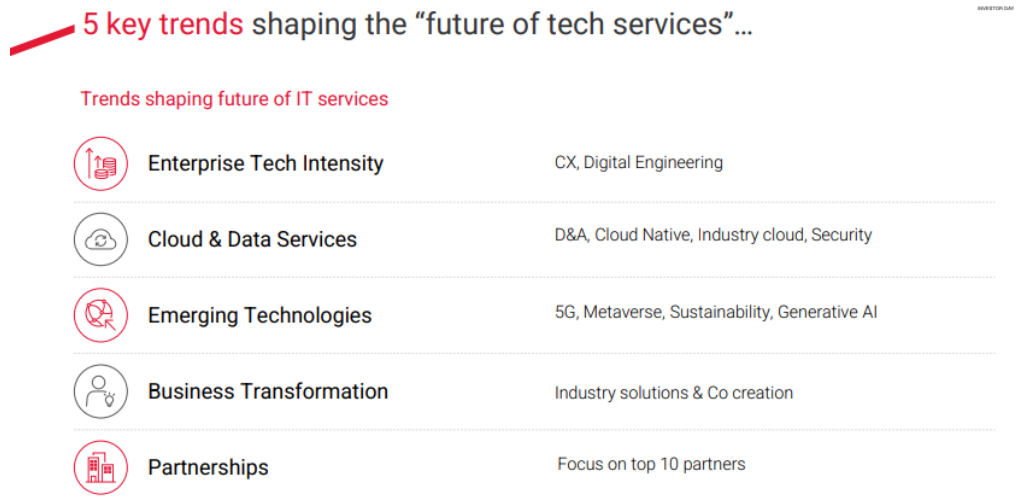 INVESTOR DAY
5 key trends shaping the “future of tech services”...
Trends shaping future of IT services
Enterprise Tech Intensity
CX, Digital Engineering
Cloud & Data Services
D&A, Cloud Native, Industry cloud, Security
Emerging Technologies
5G, Metaverse, Sustainability, Generative AI
Business Transformation
Industry solutions & Co creation
Partnerships
Focus on top 10 partners